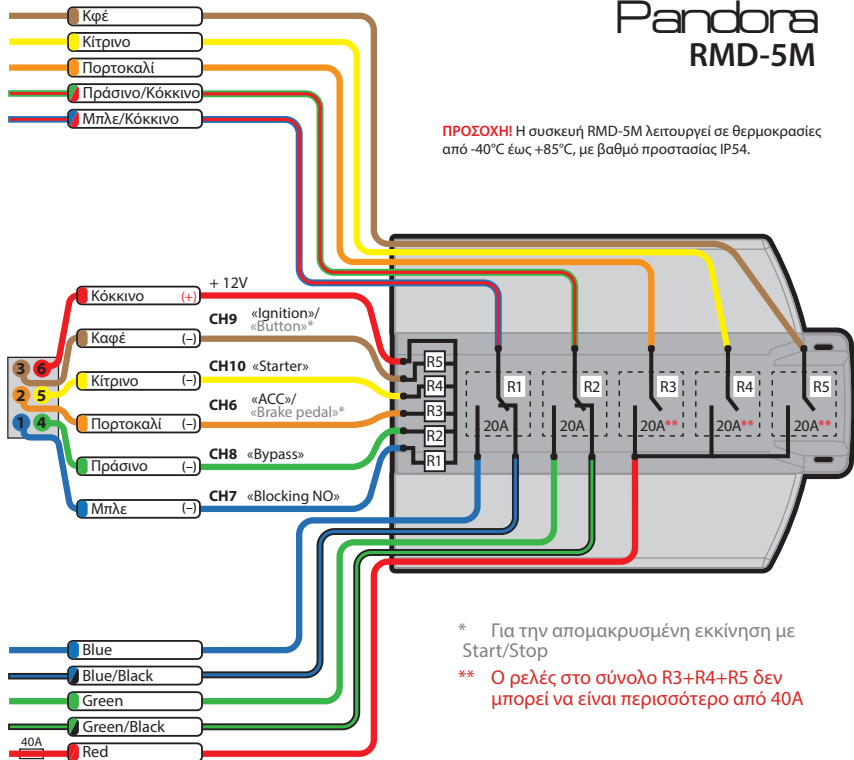 Pandora
RMD-5M
Κφέ
Κίτρινο
Πορτοκαλί
Πράσινο/Κόκκινο
Μπλε/Κόκκινο
ΠΡΟΣΟΧΗ! Η συσκευή RMD-5M λειτουργεί σε θερμοκρασίες
από -40°C έως +85°C, με βαθμό προστασίας IP54.
Κόκκινο (+) + 12V
Καφέ (–) CH9 «Ignition»/
«Button»*
Κίτρινο (–) CH10 «Starter»
Πορτοκαλί (–) CH6 «ACC»/
«Brake pedal»*
Πράσινο (–) CH8 «Bypass»
Μπλε (–) CH7 «Blocking NO»
3 6
2 5
1 4
R5
R4
R3
R2
R1
R1 R2 R3 R4 R5
20A 20A 20A** 20A** 20A**
Blue
Blue/Black
Green
Green/Black
40A Red
* Για την απομακρυσμένη εκκίνηση με
Start/Stop
** Ο ρελές στο σύνολο R3+R4+R5 δεν
μπορεί να είναι περισσότερο από 40A